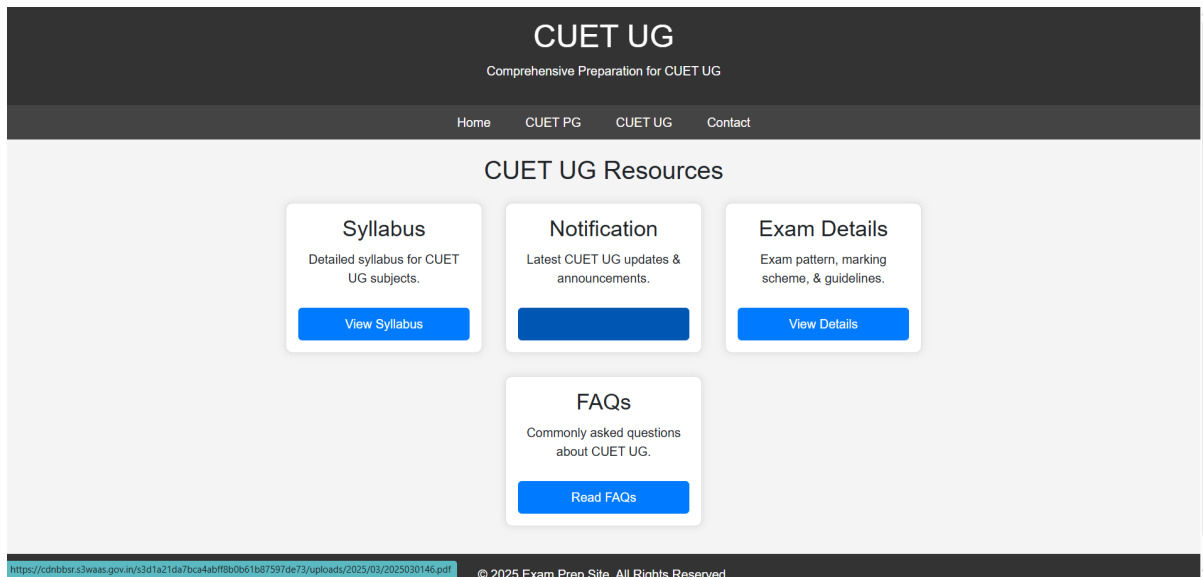 CUET UG
Comprehensive Preparation for CUET UG
Home CUET PG CUET UG Contact
CUET UG Resources
Syllabus
Detailed syllabus for CUET
UG subjects.
View Syllabus
Notification
Latest CUET UG updates &
announcements.
Exam Details
Exam pattern, marking
scheme, & guidelines.
View Details
FAQs
Commonly asked questions
about CUET UG.
Read FAQs
https://cdnbbsr.s3waas.gov.in/s3d1a21da7bca4abff8b0b61b87597de73/uploads/2025/03/2025030146.pdf
© 2025 Exam Prep Site. All Rights Reserved.